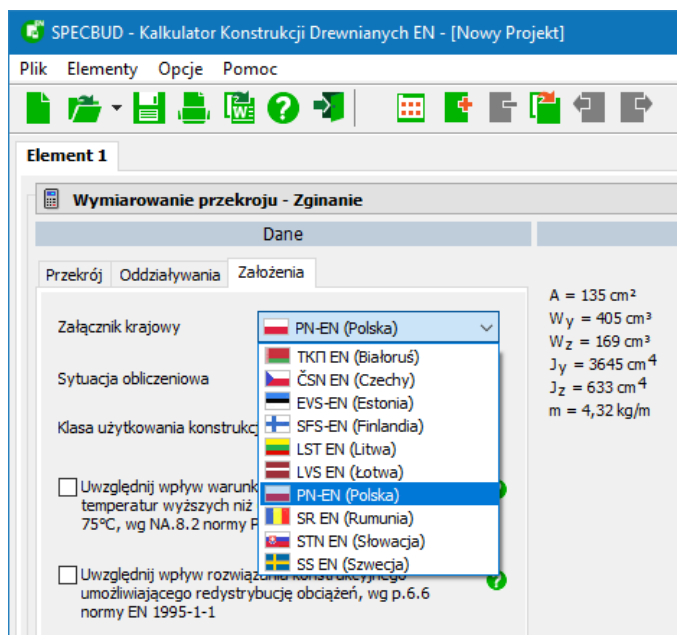 SPECBUD - Kalkulator Konstrukcji Drewnianych EN - [Nowy Projekt]
Plik Elementy Opcje Pomoc
Element 1
Wymiarowanie przekroju - Zginanie
Dane
Przekrój Oddziaływania Założenia
Załącznik krajowy
PN-EN (Polska)
ТКП EN (Białoruś)
ČSN EN (Czechy)
EVS-EN (Estonia)
SFS-EN (Finlandia)
LST EN (Litwa)
LVS EN (Łotwa)
PN-EN (Polska)
SR EN (Rumunia)
STN EN (Słowacja)
SS EN (Szwecja)
Sytuacja obliczeniowa
Klasa użytkowania konstrukc
Uwzględnij wpływ warunk
temperatur wyższych niż
75°C, wg NA.8.2 normy P
Uwzględnij wpływ rozwiązania konstrukcyjnego
umożliwiającego redystrybucję obciążeń, wg p.6.6
normy EN 1995-1-1
A = 135 cm²
Wy = 405 cm³
Wz = 169 cm³
Jy = 3645 cm⁴
Jz = 633 cm⁴
m = 4,32 kg/m